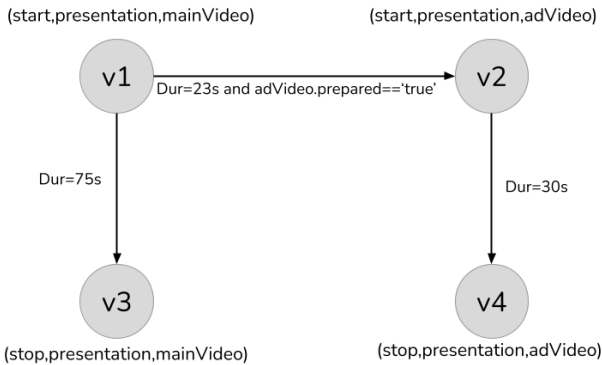 (start,presentation,mainVideo)
(start,presentation,adVideo)
v1
v2
Dur=23s and adVideo.prepared=='true'
Dur=75s
Dur=30s
v3
v4
(stop,presentation,mainVideo)
(stop,presentation,adVideo)